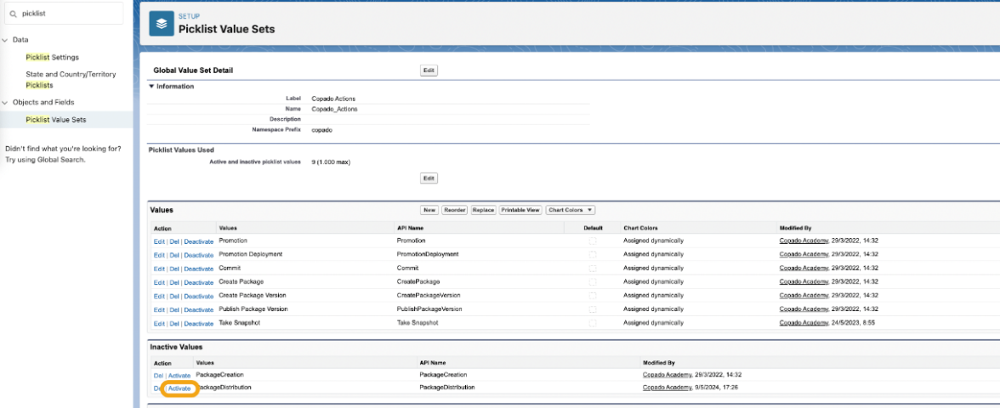 picklist
Data
Picklist Settings
State and Country/Territory
Picklists
Objects and Fields
Picklist Value Sets
Didn't find what you're looking for?
Try using Global Search.
SETUP
Picklist Value Sets
Global Value Set Detail Edit
Information
Label Copado Actions
Name Copado_Actions
Description
Namespace Prefix copado
Picklist Values Used
Active and inactive picklist values 9 (1.000 max)
Edit
Values New Reorder Replace Printable View Chart Colors
Action Values API Name Default Chart Colors Modified By
Edit | Del | Deactivate Promotion Promotion Assigned dynamically Copado Academy, 29/3/2022, 14:32
Edit | Del | Deactivate Promotion Deployment PromotionDeployment Assigned dynamically Copado Academy, 29/3/2022, 14:32
Edit | Del | Deactivate Commit Commit Assigned dynamically Copado Academy, 29/3/2022, 14:32
Edit | Del | Deactivate Create Package CreatePackage Assigned dynamically Copado Academy, 29/3/2022, 14:32
Edit | Del | Deactivate Create Package Version CreatePackageVersion Assigned dynamically Copado Academy, 29/3/2022, 14:32
Edit | Del | Deactivate Publish Package Version PublishPackageVersion Assigned dynamically Copado Academy, 29/3/2022, 14:32
Edit | Del | Deactivate Take Snapshot Take Snapshot Assigned dynamically Copado Academy, 24/5/2023, 8:55
Inactive Values
Action Values API Name Modified By
Del | Activate PackageCreation PackageCreation Copado Academy, 29/3/2022, 14:32
Activate ackageDistribution PackageDistribution Copado Academy, 9/5/2024, 17:26